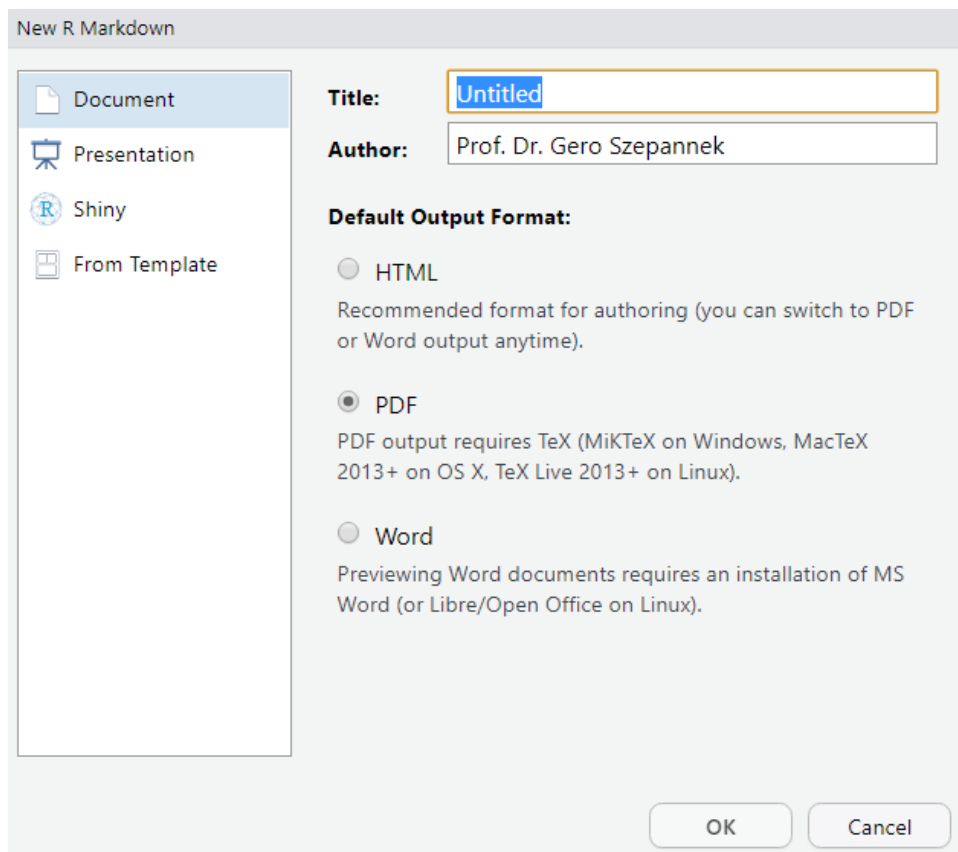 New R Markdown
Document
Presentation
Shiny
From Template
Title: Untitled
Author: Prof. Dr. Gero Szepannek
Default Output Format:
HTML
Recommended format for authoring (you can switch to PDF
or Word output anytime).
PDF
PDF output requires TeX (MiKTeX on Windows, MacTeX
2013+ on OS X, TeX Live 2013+ on Linux).
Word
Previewing Word documents requires an installation of MS
Word (or Libre/Open Office on Linux).
OK Cancel